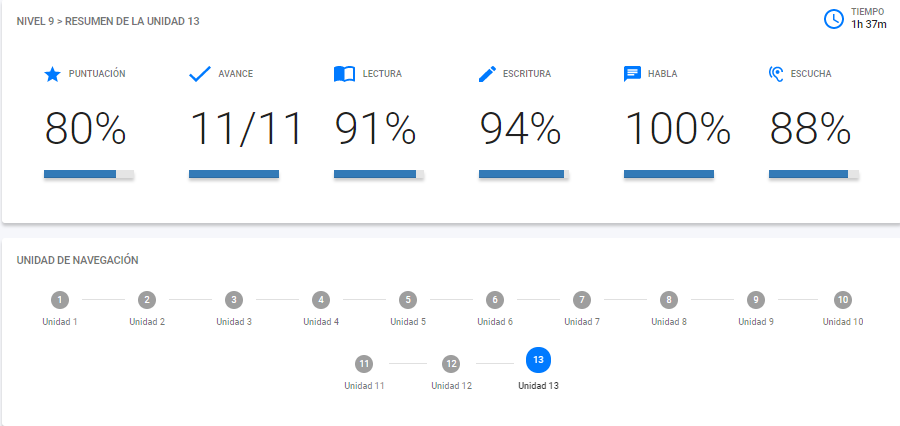 NIVEL 9 > RESUMEN DE LA UNIDAD 13
TIEMPO
1h 37m
PUNTUACIÓN AVANCE LECTURA ESCRITURA HABLA ESCUCHA
80% 11/11 91% 94% 100% 88%
UNIDAD DE NAVEGACIÓN
1 2 3 4 5 6 7 8 9 10
Unidad 1 Unidad 2 Unidad 3 Unidad 4 Unidad 5 Unidad 6 Unidad 7 Unidad 8 Unidad 9 Unidad 10
11 12 13
Unidad 11 Unidad 12 Unidad 13